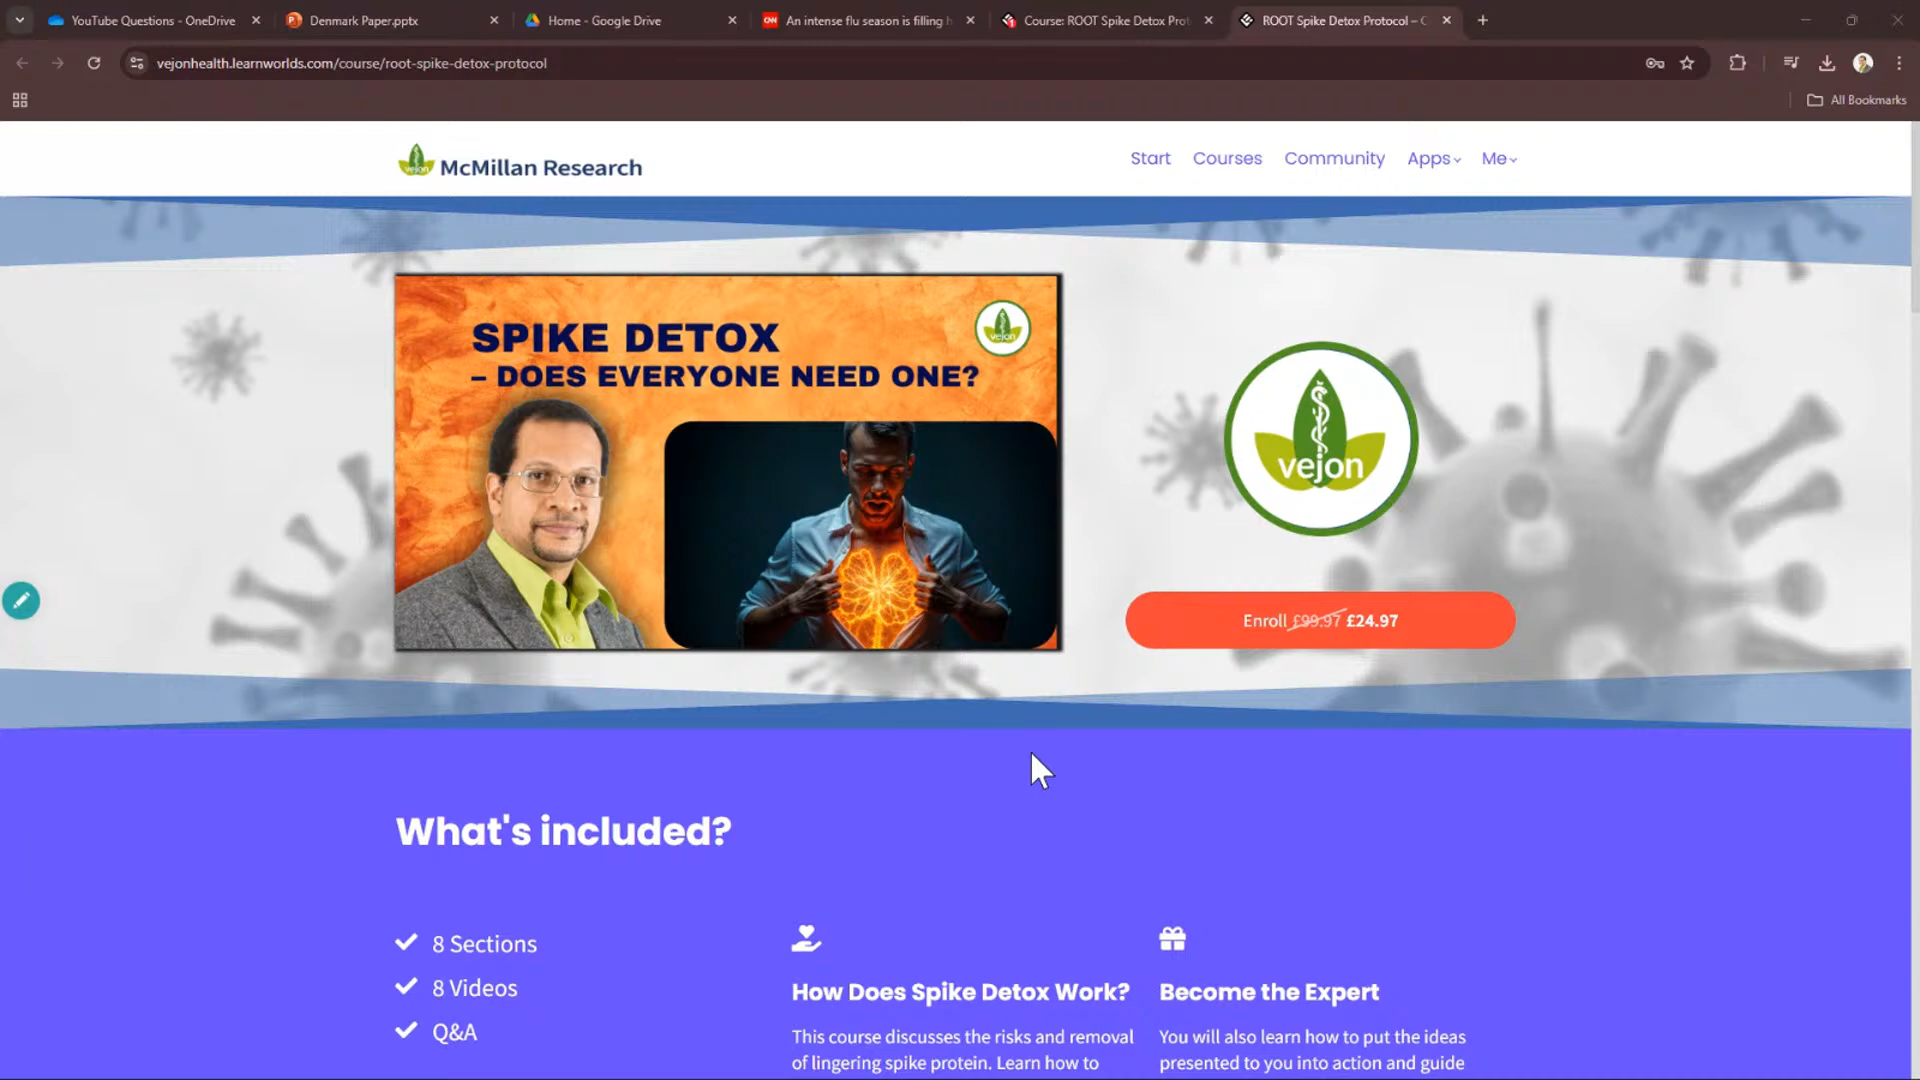 YouTube Questions - OneDrive
Denmark Paper.pptx
Home - Google Drive
CNN
An intense flu season is filling h
Course: ROOT Spike Detox Prot
ROOT Spike Detox Protocol – C
vejonhealth.learnworlds.com/course/root-spike-detox-protocol
All Bookmarks
vejon
McMillan Research
Start
Courses
Community
Apps
Me
SPIKE DETOX
– DOES EVERYONE NEED ONE?
vejon
vejon
Enroll £99.97 £24.97
What's included?
8 Sections
8 Videos
Q&A
How Does Spike Detox Work?
This course discusses the risks and removal
of lingering spike protein. Learn how to
Become the Expert
You will also learn how to put the ideas
presented to you into action and guide